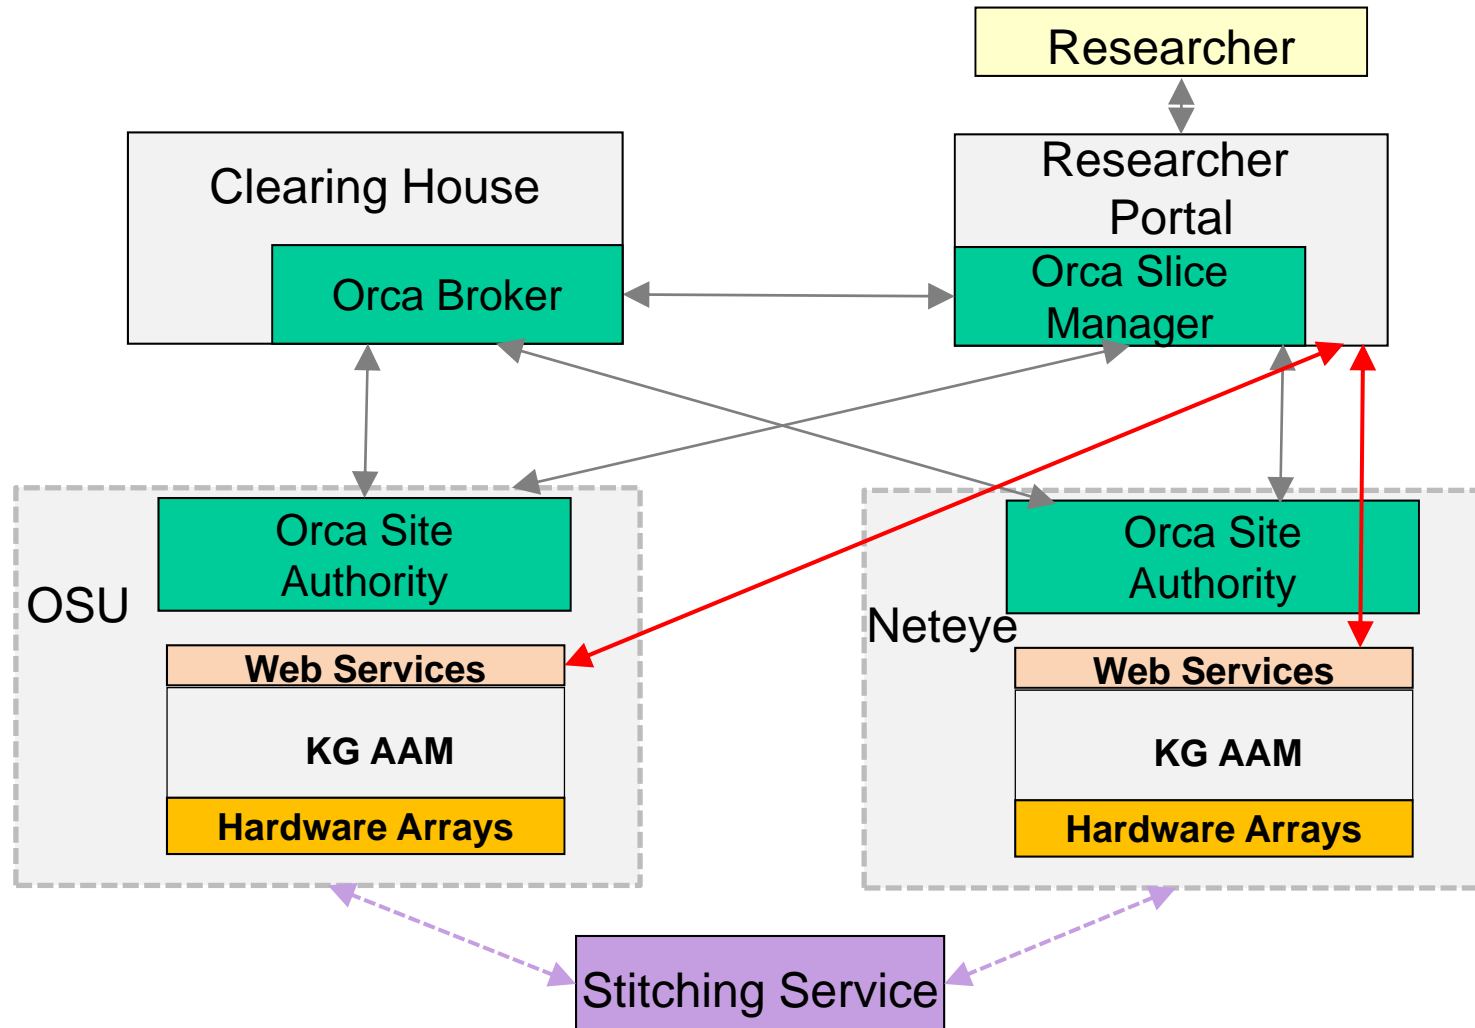 Researcher
Clearing House
Orca Broker
Researcher
Portal
Orca Slice
Manager
OSU
Orca Site
Authority
Web Services
KG AAM
Hardware Arrays
Neteye
Orca Site
Authority
Web Services
KG AAM
Hardware Arrays
Stitching Service